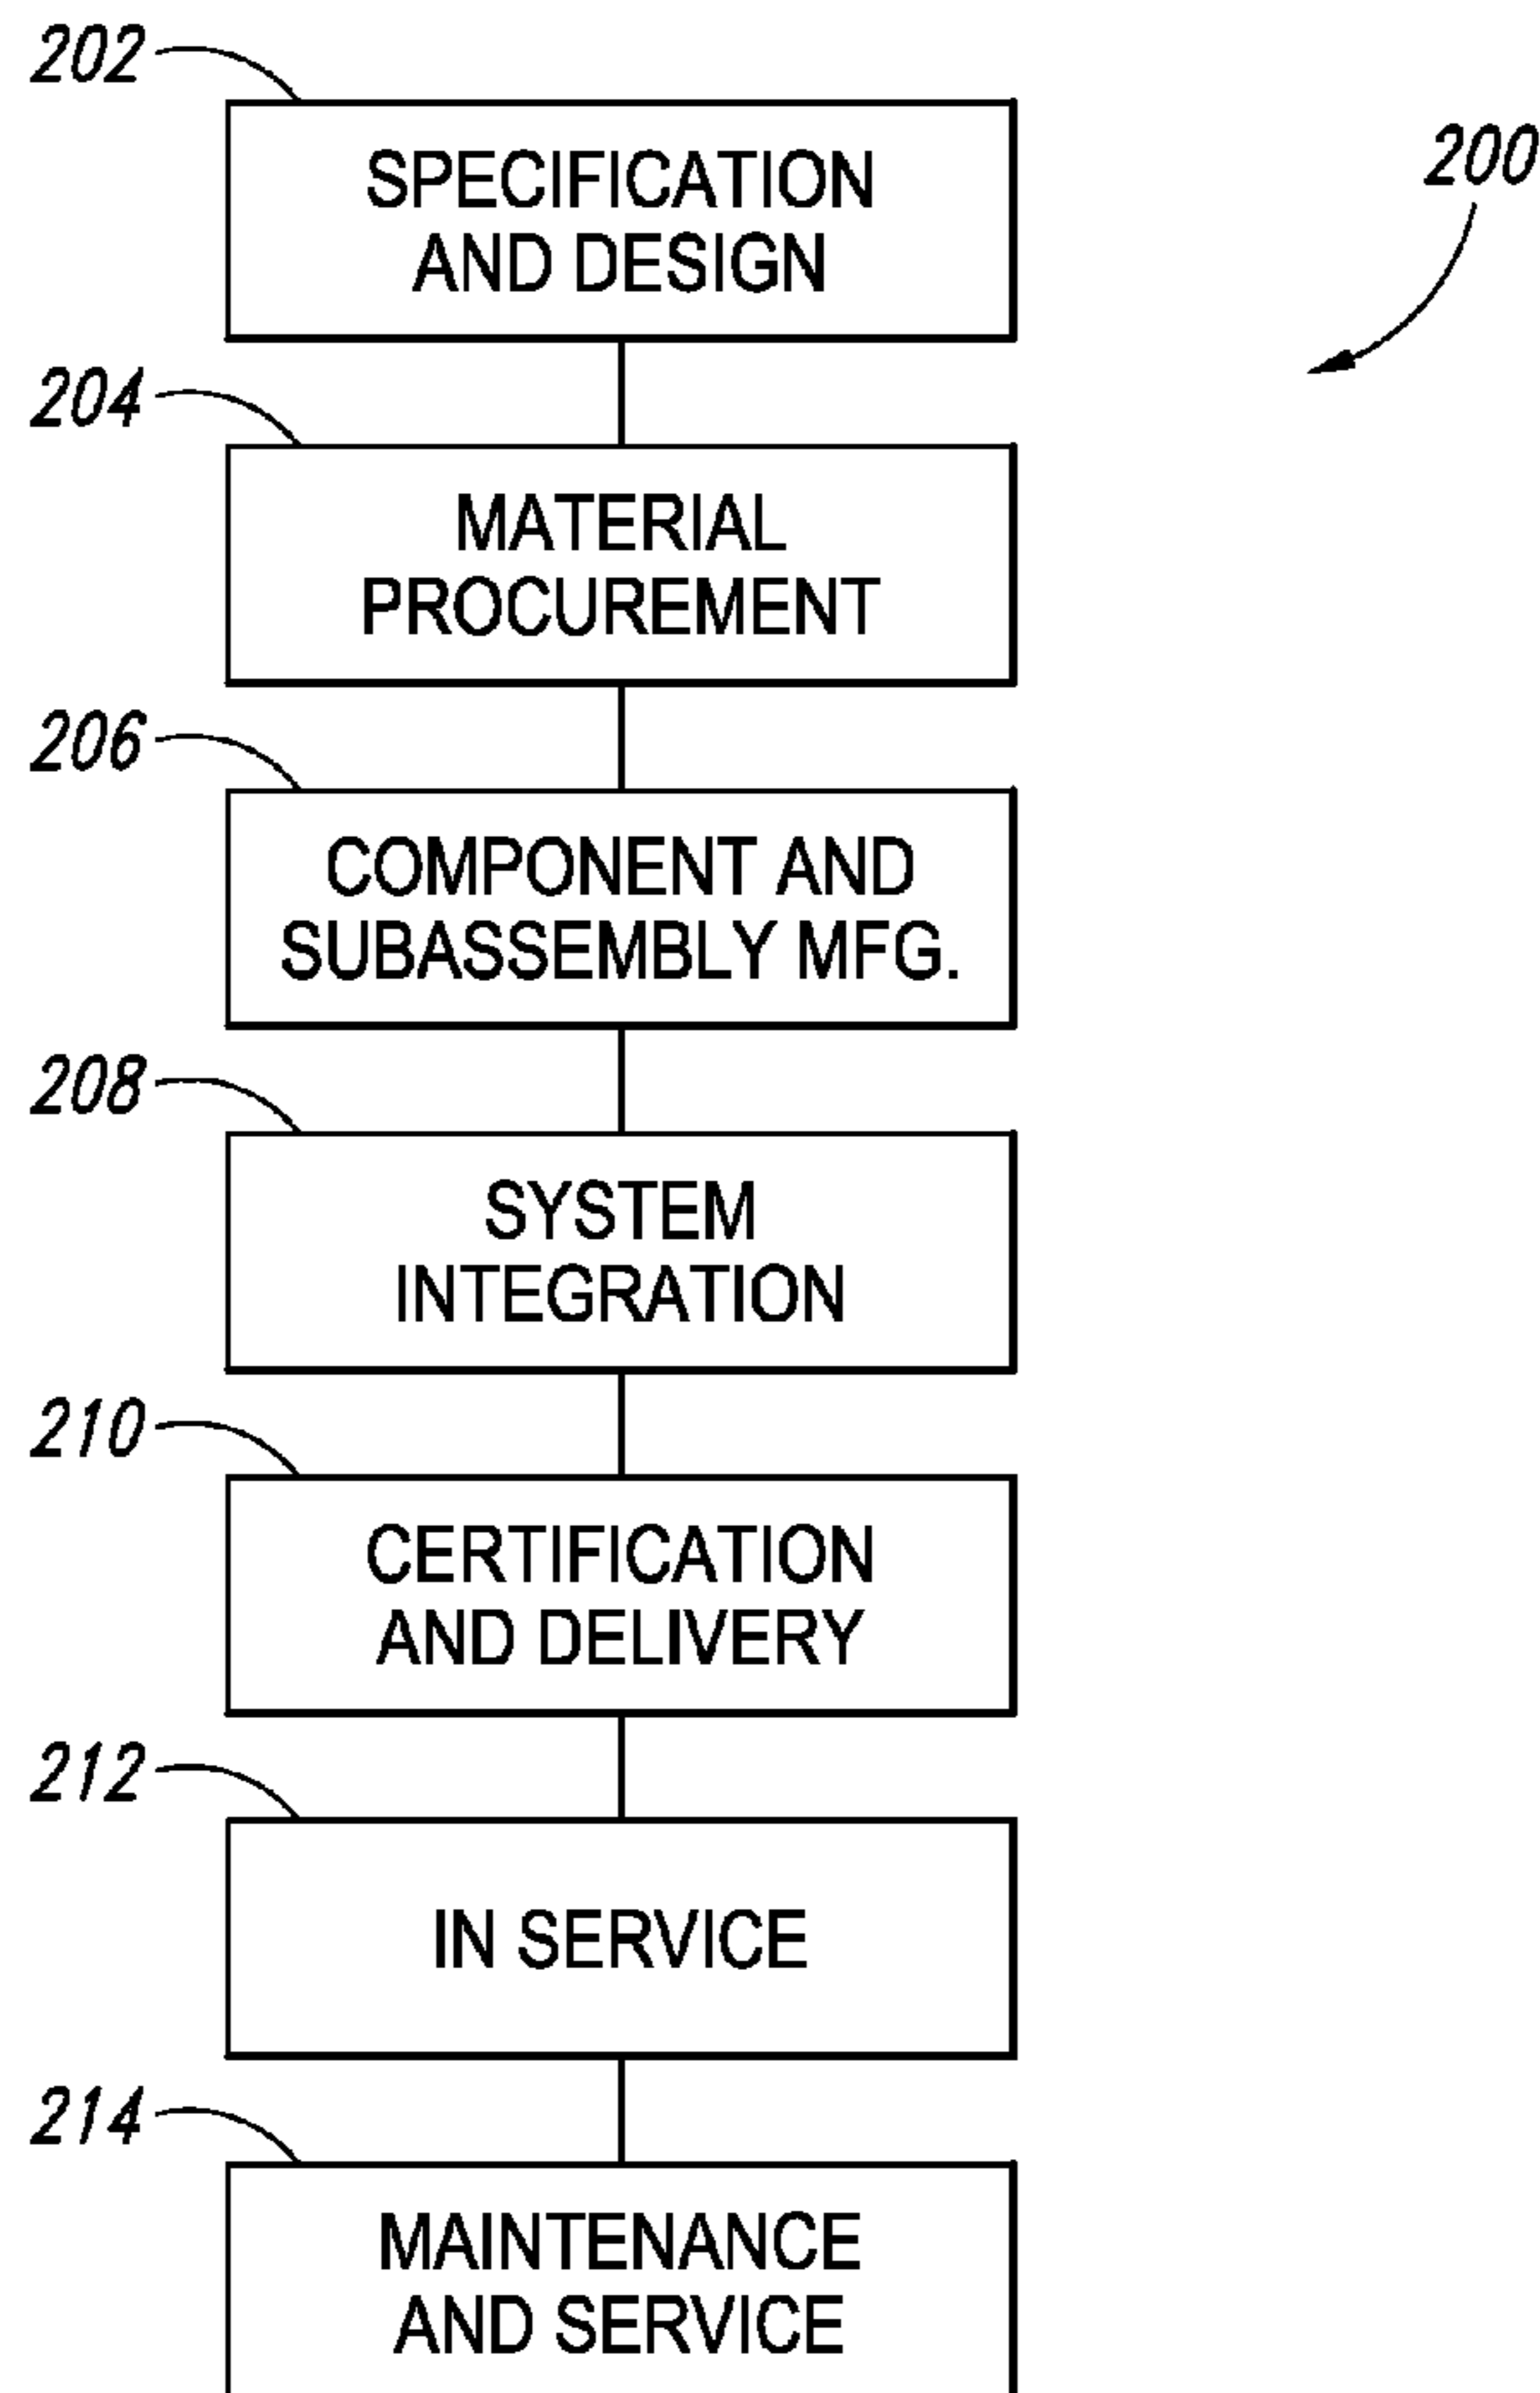 202
SPECIFICATION
AND DESIGN
200
204
MATERIAL
PROCUREMENT
206
COMPONENT AND
SUBASSEMBLY MFG.
208
SYSTEM
INTEGRATION
210
CERTIFICATION
AND DELIVERY
212
IN SERVICE
214
MAINTENANCE
AND SERVICE